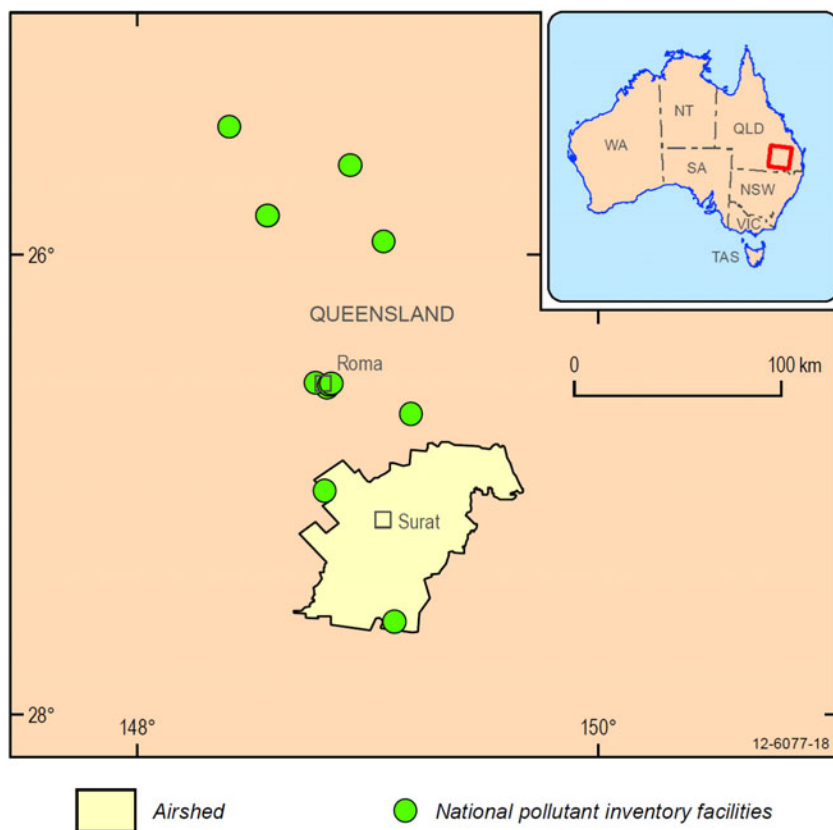 NT
QLD
WA
SA
NSW
VIC
TAS
26°
QUEENSLAND
Roma
0 100 km
Surat
28°
148° 150°
12-6077-18
Airshed National pollutant inventory facilities